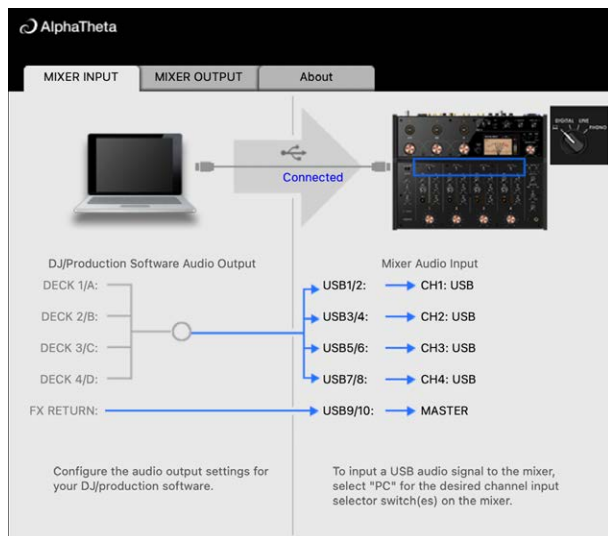 AlphaTheta
MIXER INPUT
MIXER OUTPUT
About
DIGITAL LINE
PHONO
Connected
DJ/Production Software Audio Output
Mixer Audio Input
DECK 1/A:
USB1/2: CH1: USB
DECK 2/B:
USB3/4: CH2: USB
DECK 3/C:
USB5/6: CH3: USB
DECK 4/D:
USB7/8: CH4: USB
FX RETURN:
USB9/10: MASTER
Configure the audio output settings for
your DJ/production software.
To input a USB audio signal to the mixer,
select "PC" for the desired channel input
selector switch(es) on the mixer.